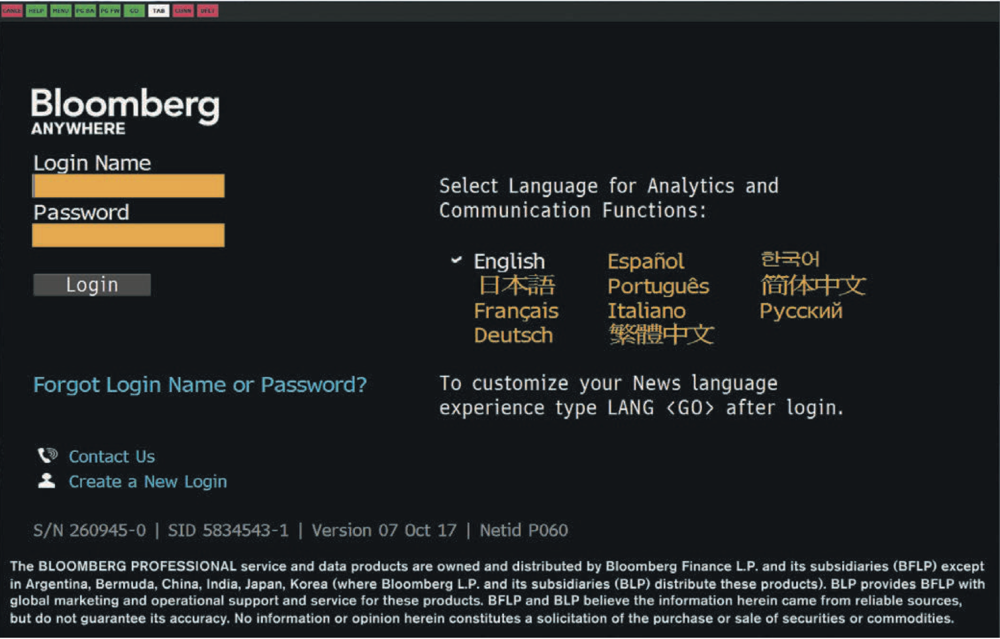 CANCE HELP MENU PG BA PG FW GO TAB CONN DFLT
Bloomberg
ANYWHERE
Login Name
Password
Login
Select Language for Analytics and
Communication Functions:
English Español 한국어
日本語 Português 简体中文
Français Italiano Русский
Deutsch 繁體中文
Forgot Login Name or Password?
To customize your News language
experience type LANG <GO> after login.
Contact Us
Create a New Login
S/N 260945-0 | SID 5834543-1 | Version 07 Oct 17 | Netid P060
The BLOOMBERG PROFESSIONAL service and data products are owned and distributed by Bloomberg Finance L.P. and its subsidiaries (BFLP) except
in Argentina, Bermuda, China, India, Japan, Korea (where Bloomberg L.P. and its subsidiaries (BLP) distribute these products). BLP provides BFLP with
global marketing and operational support and service for these products. BFLP and BLP believe the information herein came from reliable sources,
but do not guarantee its accuracy. No information or opinion herein constitutes a solicitation of the purchase or sale of securities or commodities.